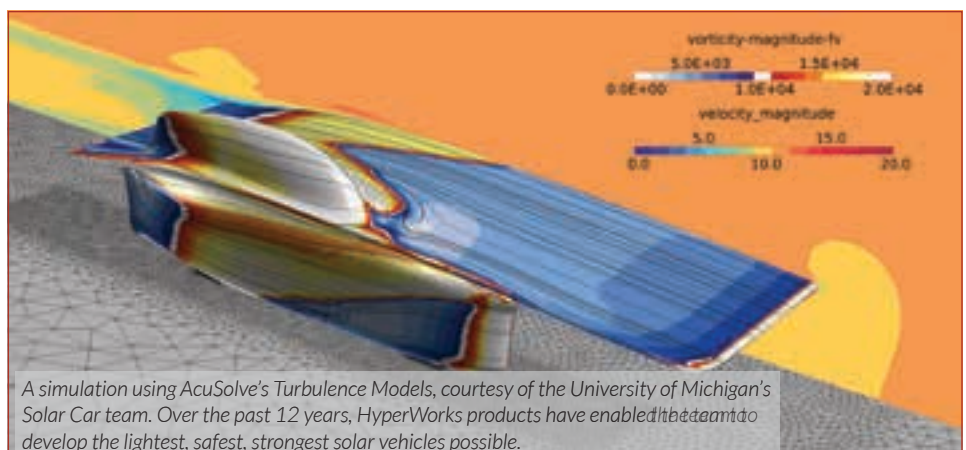 vorticity-magnitude-fv
5.0E+03 1.5E+04
0.0E+00 1.0E+04 2.0E+04
velocity_magnitude
5.0 15.0
0.0 10.0 20.0
A simulation using AcuSolve's Turbulence Models, courtesy of the University of Michigan's
Solar Car team. Over the past 12 years, HyperWorks products have enabled the team to
develop the lightest, safest, strongest solar vehicles possible.